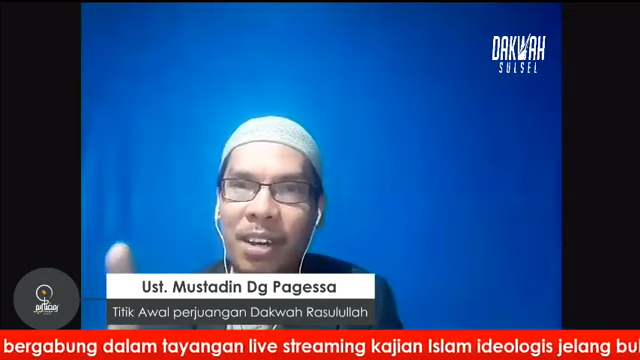 DAKWAH
SULSEL
Ust. Mustadin Dg Pagessa
Titik Awal perjuangan Dakwah Rasulullah
bergabung dalam tayangan live streaming kajian Islam ideologis jelang bul